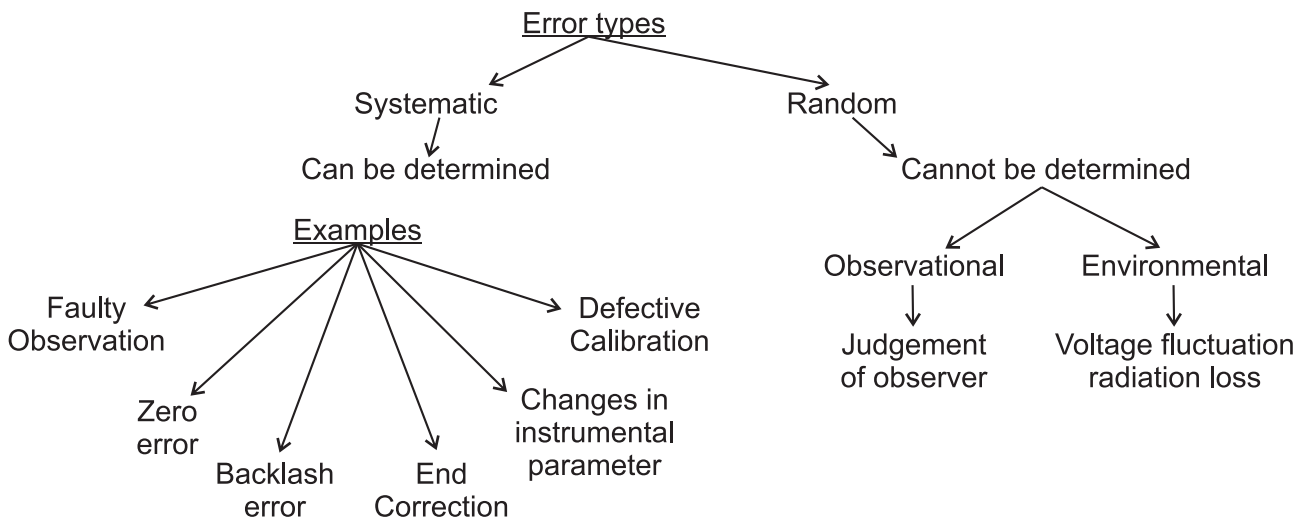 Error types
Systematic
Random
Can be determined
Cannot be determined
Examples
Observational
Environmental
Faulty
Observation
Defective
Calibration
Judgement
of observer
Voltage fluctuation
radiation loss
Zero
error
Changes in
instrumental
parameter
Backlash
error
End
Correction